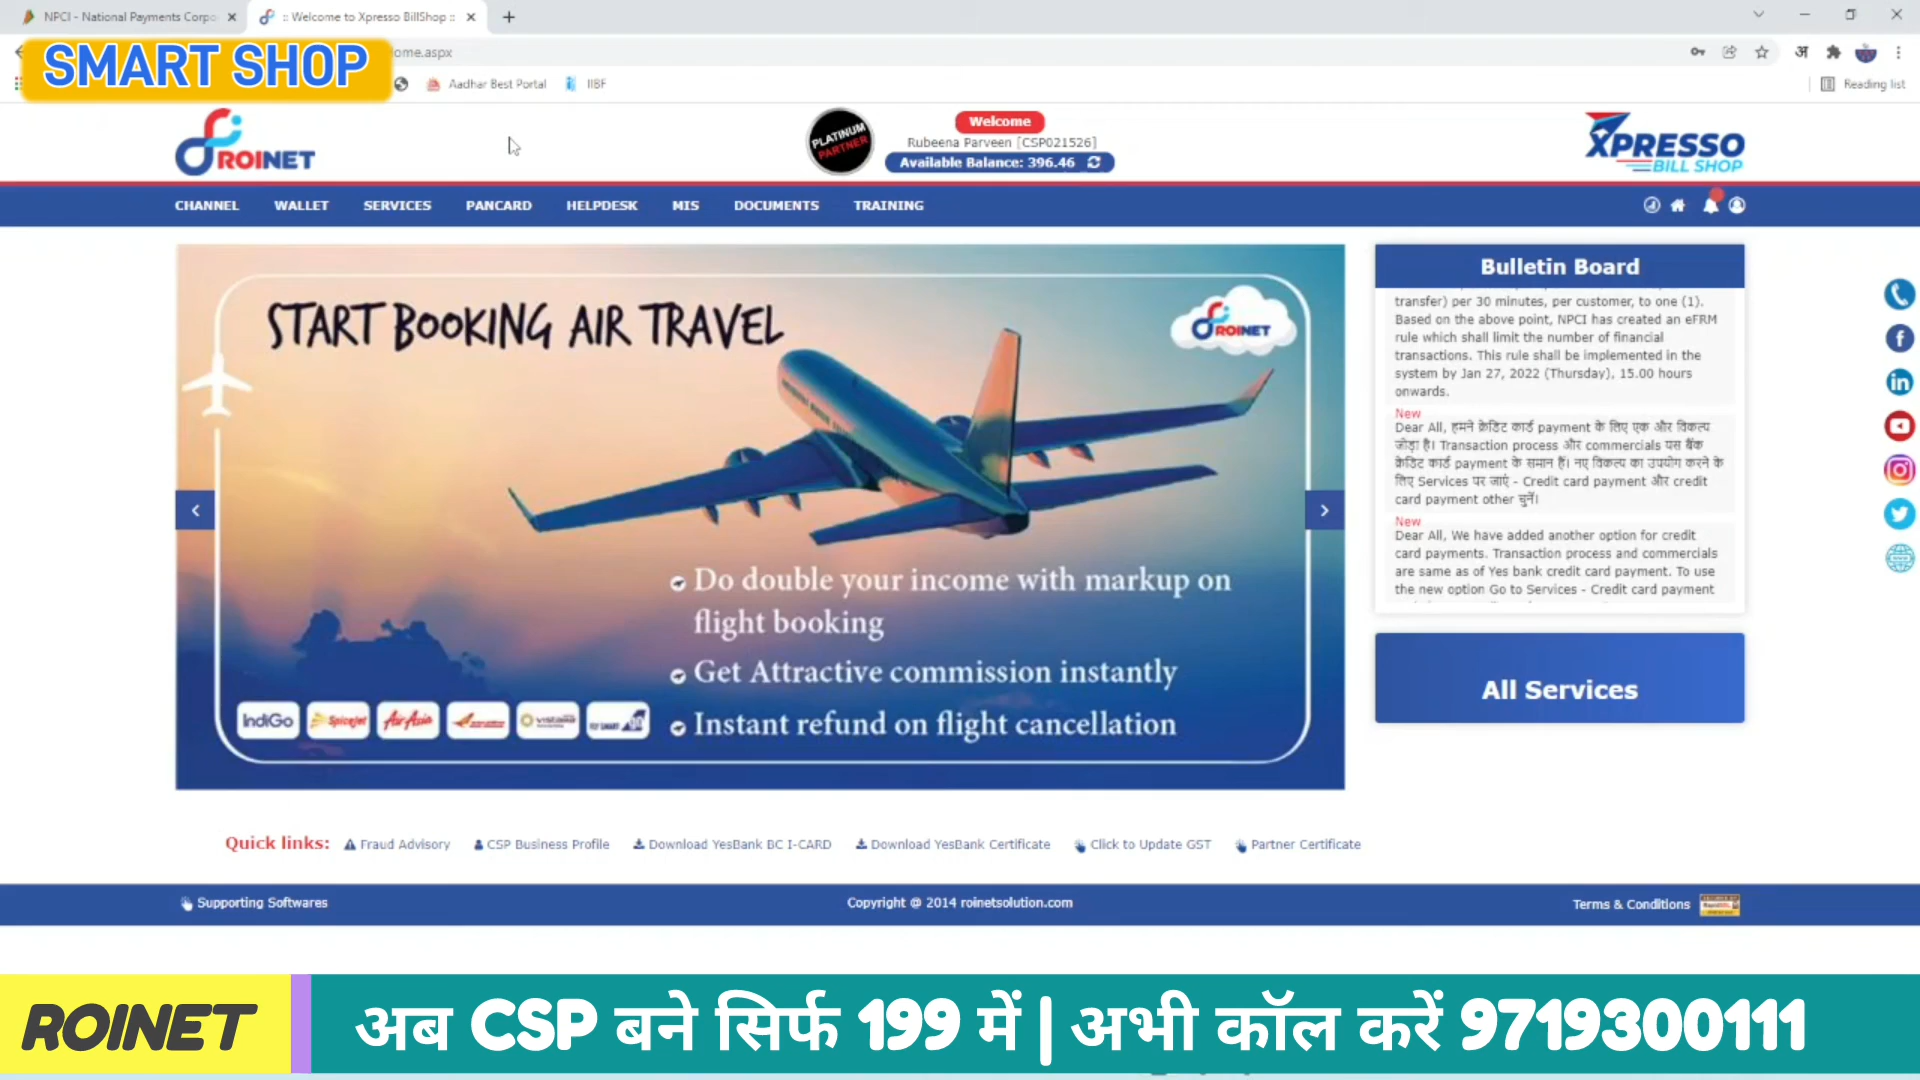 NPCI - National Payments Corpo
:: Welcome to Xpresso BillShop ::
SMART SHOP
ome.aspx
अ
Aadhar Best Portal
IIBF
Reading list
ROINET
PLATINUM
PARTNER
Welcome
Rubeena Parveen [CSP021526]
Available Balance: 396.46
XPRESSO
BILL SHOP
CHANNEL WALLET SERVICES PANCARD HELPDESK MIS DOCUMENTS TRAINING
START BOOKING AIR TRAVEL
ROINET
Do double your income with markup on
flight booking
Get Attractive commission instantly
Instant refund on flight cancellation
IndiGo SpiceJet AirAsia
Bulletin Board
transfer) per 30 minutes, per customer, to one (1).
Based on the above point, NPCI has created an eFRM
rule which shall limit the number of financial
transactions. This rule shall be implemented in the
system by Jan 27, 2022 (Thursday), 15.00 hours
onwards.
New
Dear All, हमने क्रेडिट कार्ड payment के लिए एक और विकल्प
जोड़ा है। Transaction process और commercials यस बैंक
क्रेडिट कार्ड payment के समान हैं। नए विकल्प का उपयोग करने के
लिए Services पर जाएं - Credit card payment और credit
card payment other चुनें।
New
Dear All, We have added another option for credit
card payments. Transaction process and commercials
are same as of Yes bank credit card payment. To use
the new option Go to Services - Credit card payment
All Services
Quick links: Fraud Advisory CSP Business Profile Download YesBank BC I-CARD Download YesBank Certificate Click to Update GST Partner Certificate
Supporting Softwares
Copyright @ 2014 roinetsolution.com
Terms & Conditions
ROINET
अब CSP बने सिर्फ 199 में | अभी कॉल करें 9719300111